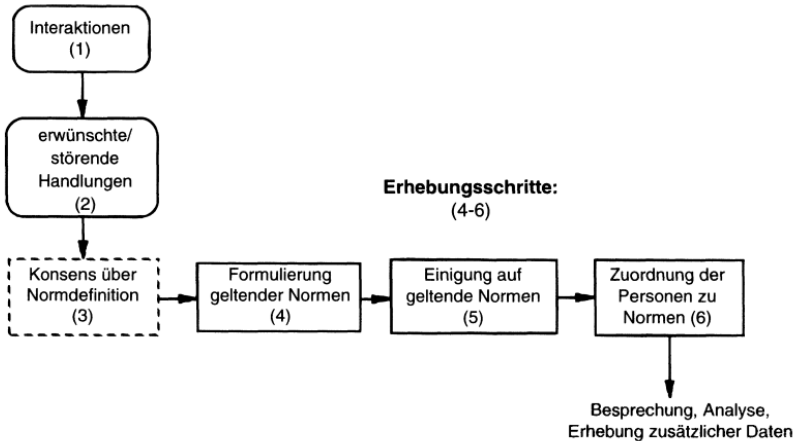 Interaktionen
(1)
erwünschte/
störende
Handlungen
(2)
Erhebungsschritte:
(4-6)
Konsens über
Normdefinition
(3)
Formulierung
geltender Normen
(4)
Einigung auf
geltende Normen
(5)
Zuordnung der
Personen zu
Normen (6)
Besprechung, Analyse,
Erhebung zusätzlicher Daten